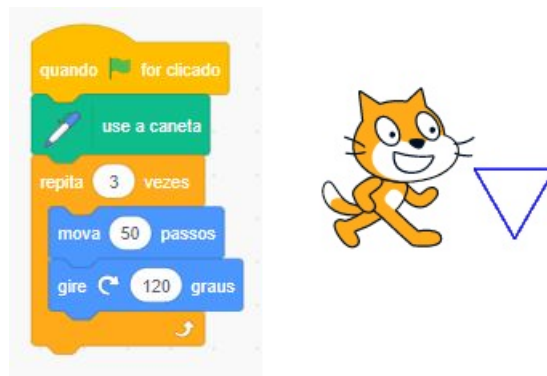 quando for clicado
use a caneta
repita 3 vezes
mova 50 passos
gire 120 graus